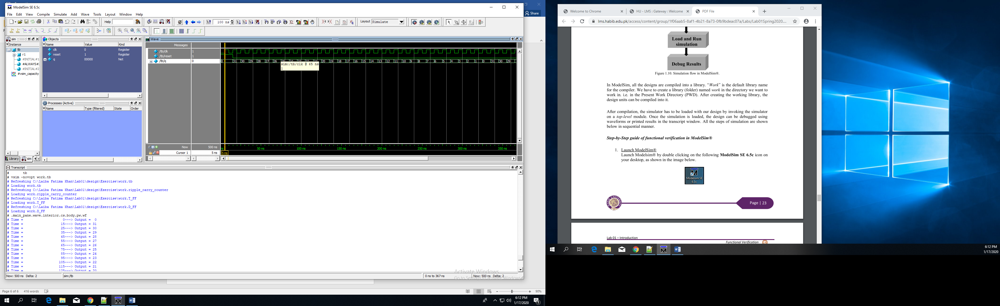 ModelSim SE 6.5c
File Edit View Compile Simulate Add Wave Tools Layout Window Help
Help
100 ns
Layout Simulate
sim
Instance
tb
r1
#INITIAL#1
#ALWAYS#2
#INITIAL#2
#vsim_capacity
Library sim
Objects
Name Value Kind
clk 0 Register
reset 1 Register
q 00000 Net
Processes (Active)
Name Type (filtered) State Order
Wave
Messages
/tb/clk 1
/tb/reset 1
/tb/q 0
0 31 30 29 28 27 26 25 24 23 22 21 20 19 18 17 16 15 14 13 12 11 10 9 8 7 6 5 4 3 2 1 0 31 30 29
sim:/tb/clk @ 65 ns
1
Now 500 ns
50 ns 100 ns 150 ns 200 ns 250 ns 300 ns 350 ns
Cursor 1 5 ns
5 ns
Transcript
# tb
# vsim -novopt work.tb
# Refreshing C:\Laiba Fatima Khan\Lab01\design\Exercise\work.tb
# Loading work.tb
# Refreshing C:\Laiba Fatima Khan\Lab01\design\Exercise\work.ripple_carry_counter
# Loading work.ripple_carry_counter
# Refreshing C:\Laiba Fatima Khan\Lab01\design\Exercise\work.T_FF
# Loading work.T_FF
# Refreshing C:\Laiba Fatima Khan\Lab01\design\Exercise\work.D_FF
# Loading work.D_FF
# .main_pane.wave.interior.cs.body.pw.wf
# Time = 0---> Output = 0
# Time = 15---> Output = 31
# Time = 25---> Output = 30
# Time = 35---> Output = 29
# Time = 45---> Output = 28
# Time = 55---> Output = 27
# Time = 65---> Output = 26
# Time = 75---> Output = 25
# Time = 85---> Output = 24
# Time = 95---> Output = 23
# Time = 105---> Output = 22
# Time = 115---> Output = 21
# Time = 125---> Output = 20
Activate Windows
Go to Settings to activate Windows.
Now: 500 ns Delta: 2 sim:/tb 0 ns to 367 ns Now: 500 ns Delta: 2
Share
Page 6 of 6 416 words 90%
6:12 PM
1/17/2020
Welcome to Chrome
HU - LMS : Gateway : Welcome
PDF File
lms.habib.edu.pk/access/content/group/1f06aab5-8af1-4b21-8a73-0fb9bdeac07a/Labs/Lab01Spring2020....
Load and Run
simulation
Debug Results
Figure 1.10. Simulation flow in ModelSim®.
In ModelSim, all the designs are compiled into a library. “Work” is the default library name
for the compiler. We have to create a library (folder) named work in the directory we want to
work in. i.e. in the Present Work Directory (PWD). After creating the working library, the
design units can be compiled into it.
After compilation, the simulator has to be loaded with our design by invoking the simulator
on a top-level module. Once the simulation is loaded, the design can be debugged using
waveforms or printed results in the transcript window. All the steps of simulation are shown
below in sequential manner.
Step-by-Step guide of functional verification in ModelSim®
1. Launch ModelSim®
Launch Modelsim® by double clicking on the following ModelSim SE 6.5c icon on
your desktop, as shown in the image below.
Modelsim SE
6.5c
HABIB UNIVERSITY
Page | 23
Lab 01 – Introduction
Functional Verification
6:12 PM
1/17/2020